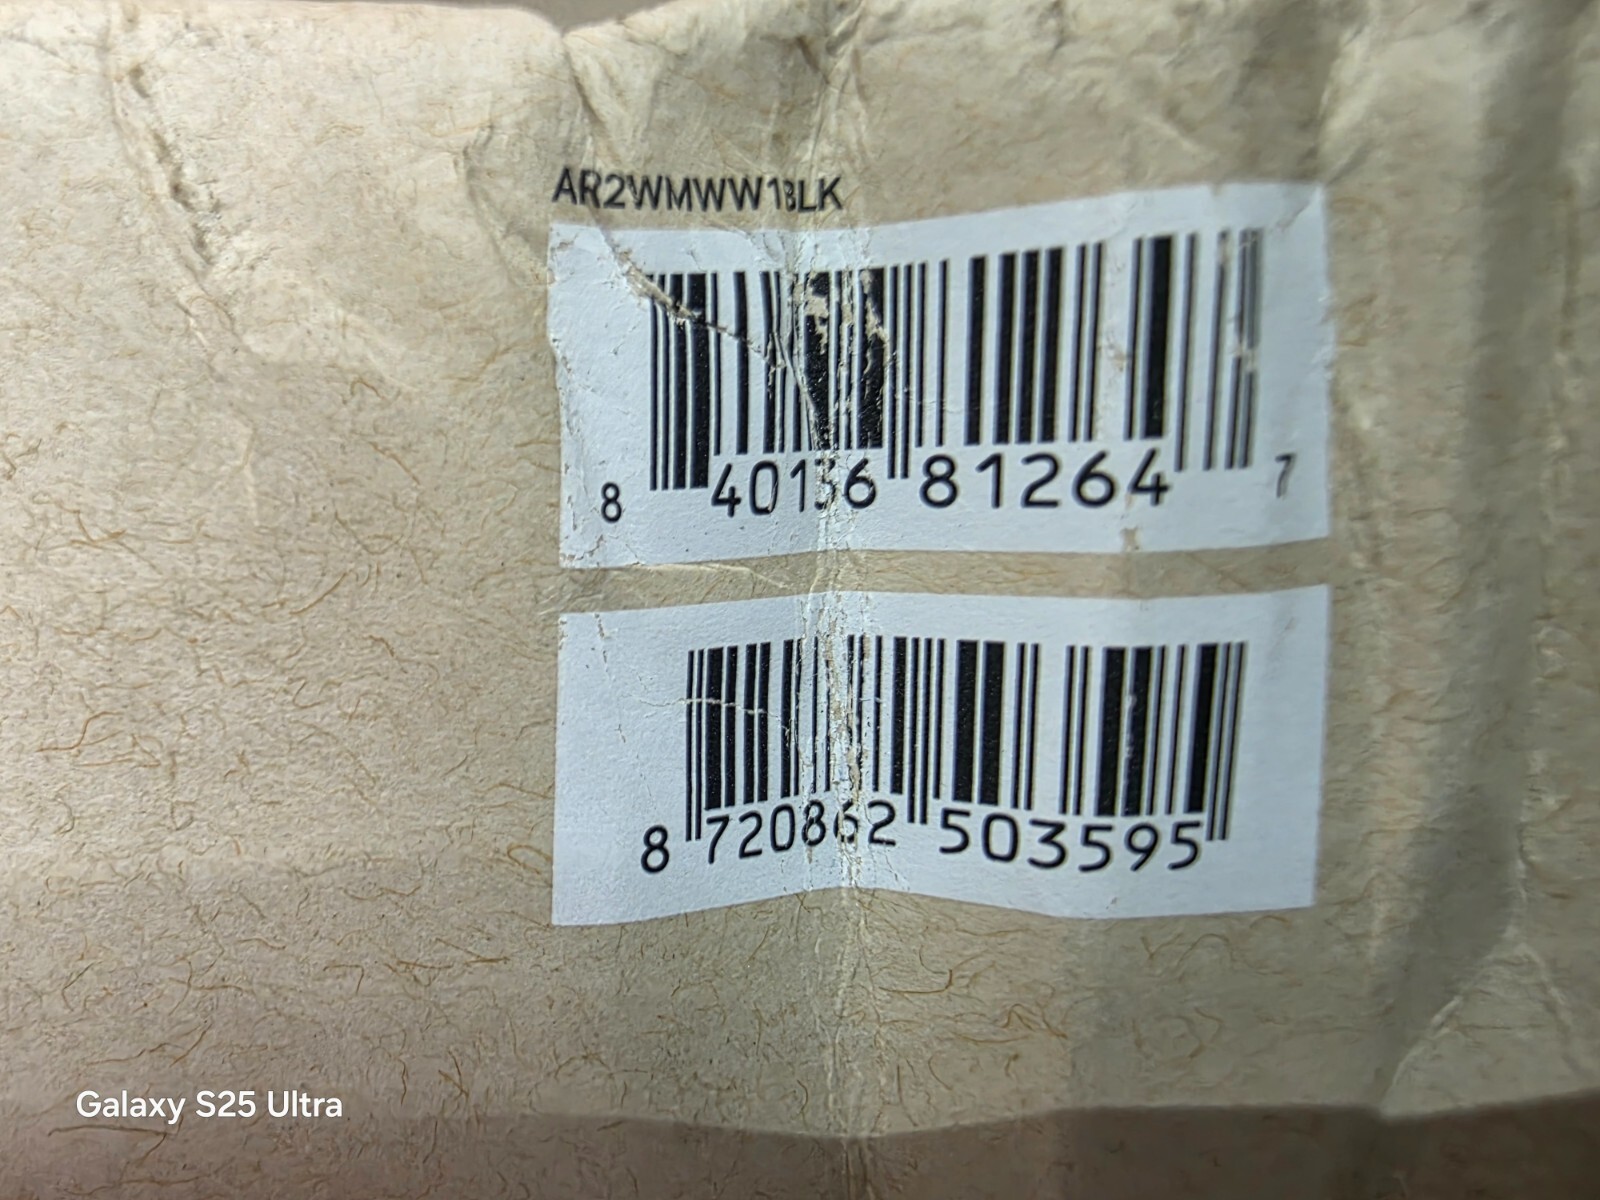 AR2WMWW1BLK
8 40136 81264 7
8 720862 503595
Galaxy S25 Ultra